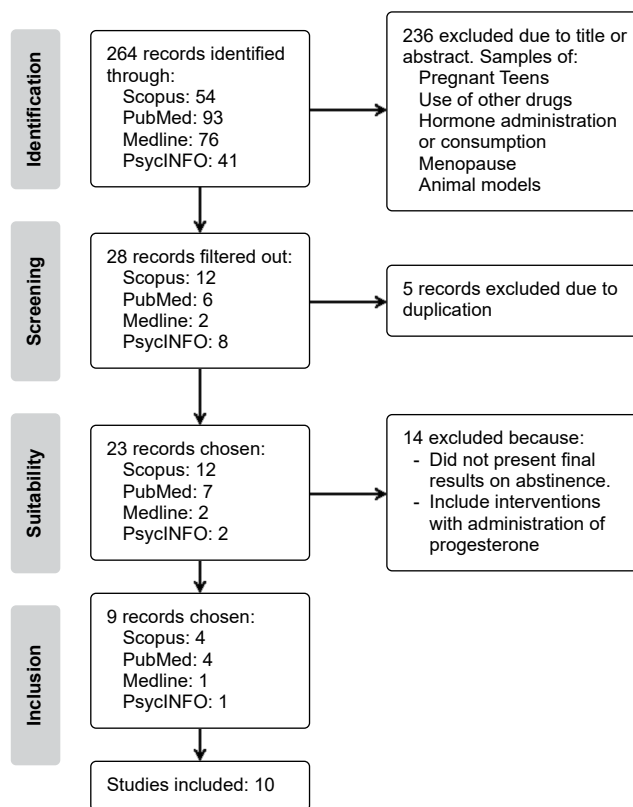 Identification
264 records identified
through:
Scopus: 54
PubMed: 93
Medline: 76
PsycINFO: 41
236 excluded due to title or
abstract. Samples of:
Pregnant Teens
Use of other drugs
Hormone administration
or consumption
Menopause
Animal models
Screening
28 records filtered out:
Scopus: 12
PubMed: 6
Medline: 2
PsycINFO: 8
5 records excluded due to
duplication
Suitability
23 records chosen:
Scopus: 12
PubMed: 7
Medline: 2
PsycINFO: 2
14 excluded because:
- Did not present final
results on abstinence.
- Include interventions
with administration of
progesterone
Inclusion
9 records chosen:
Scopus: 4
PubMed: 4
Medline: 1
PsycINFO: 1
Studies included: 10